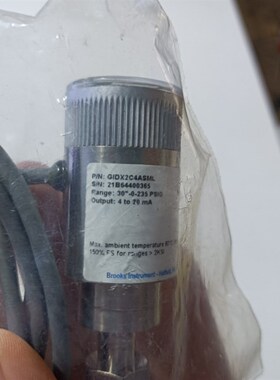 P/N: GIDX2C4ASML
S/N: 21B64400365
Range: 30"-0-235 PSIG
Output: 4 to 20 mA
Max. ambient temperature
150% FS for ranges >
Brooks Instrument